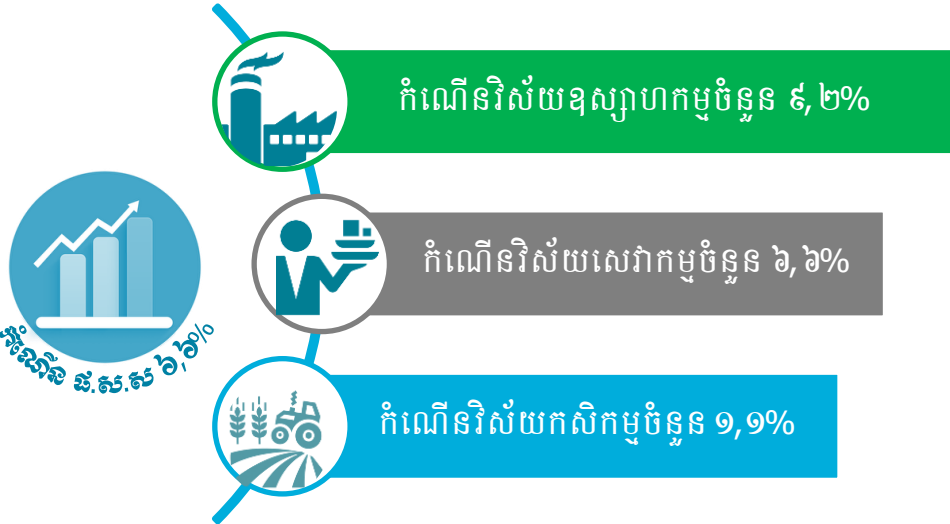 កំណើនវិស័យឧស្សាហកម្មចំនួន ៩,២%
កំណើនវិស័យសេវាកម្មចំនួន ៦,៦%
កំណើន ផ.ស.ស ៦,៦%
កំណើនវិស័យកសិកម្មចំនួន ១,១%